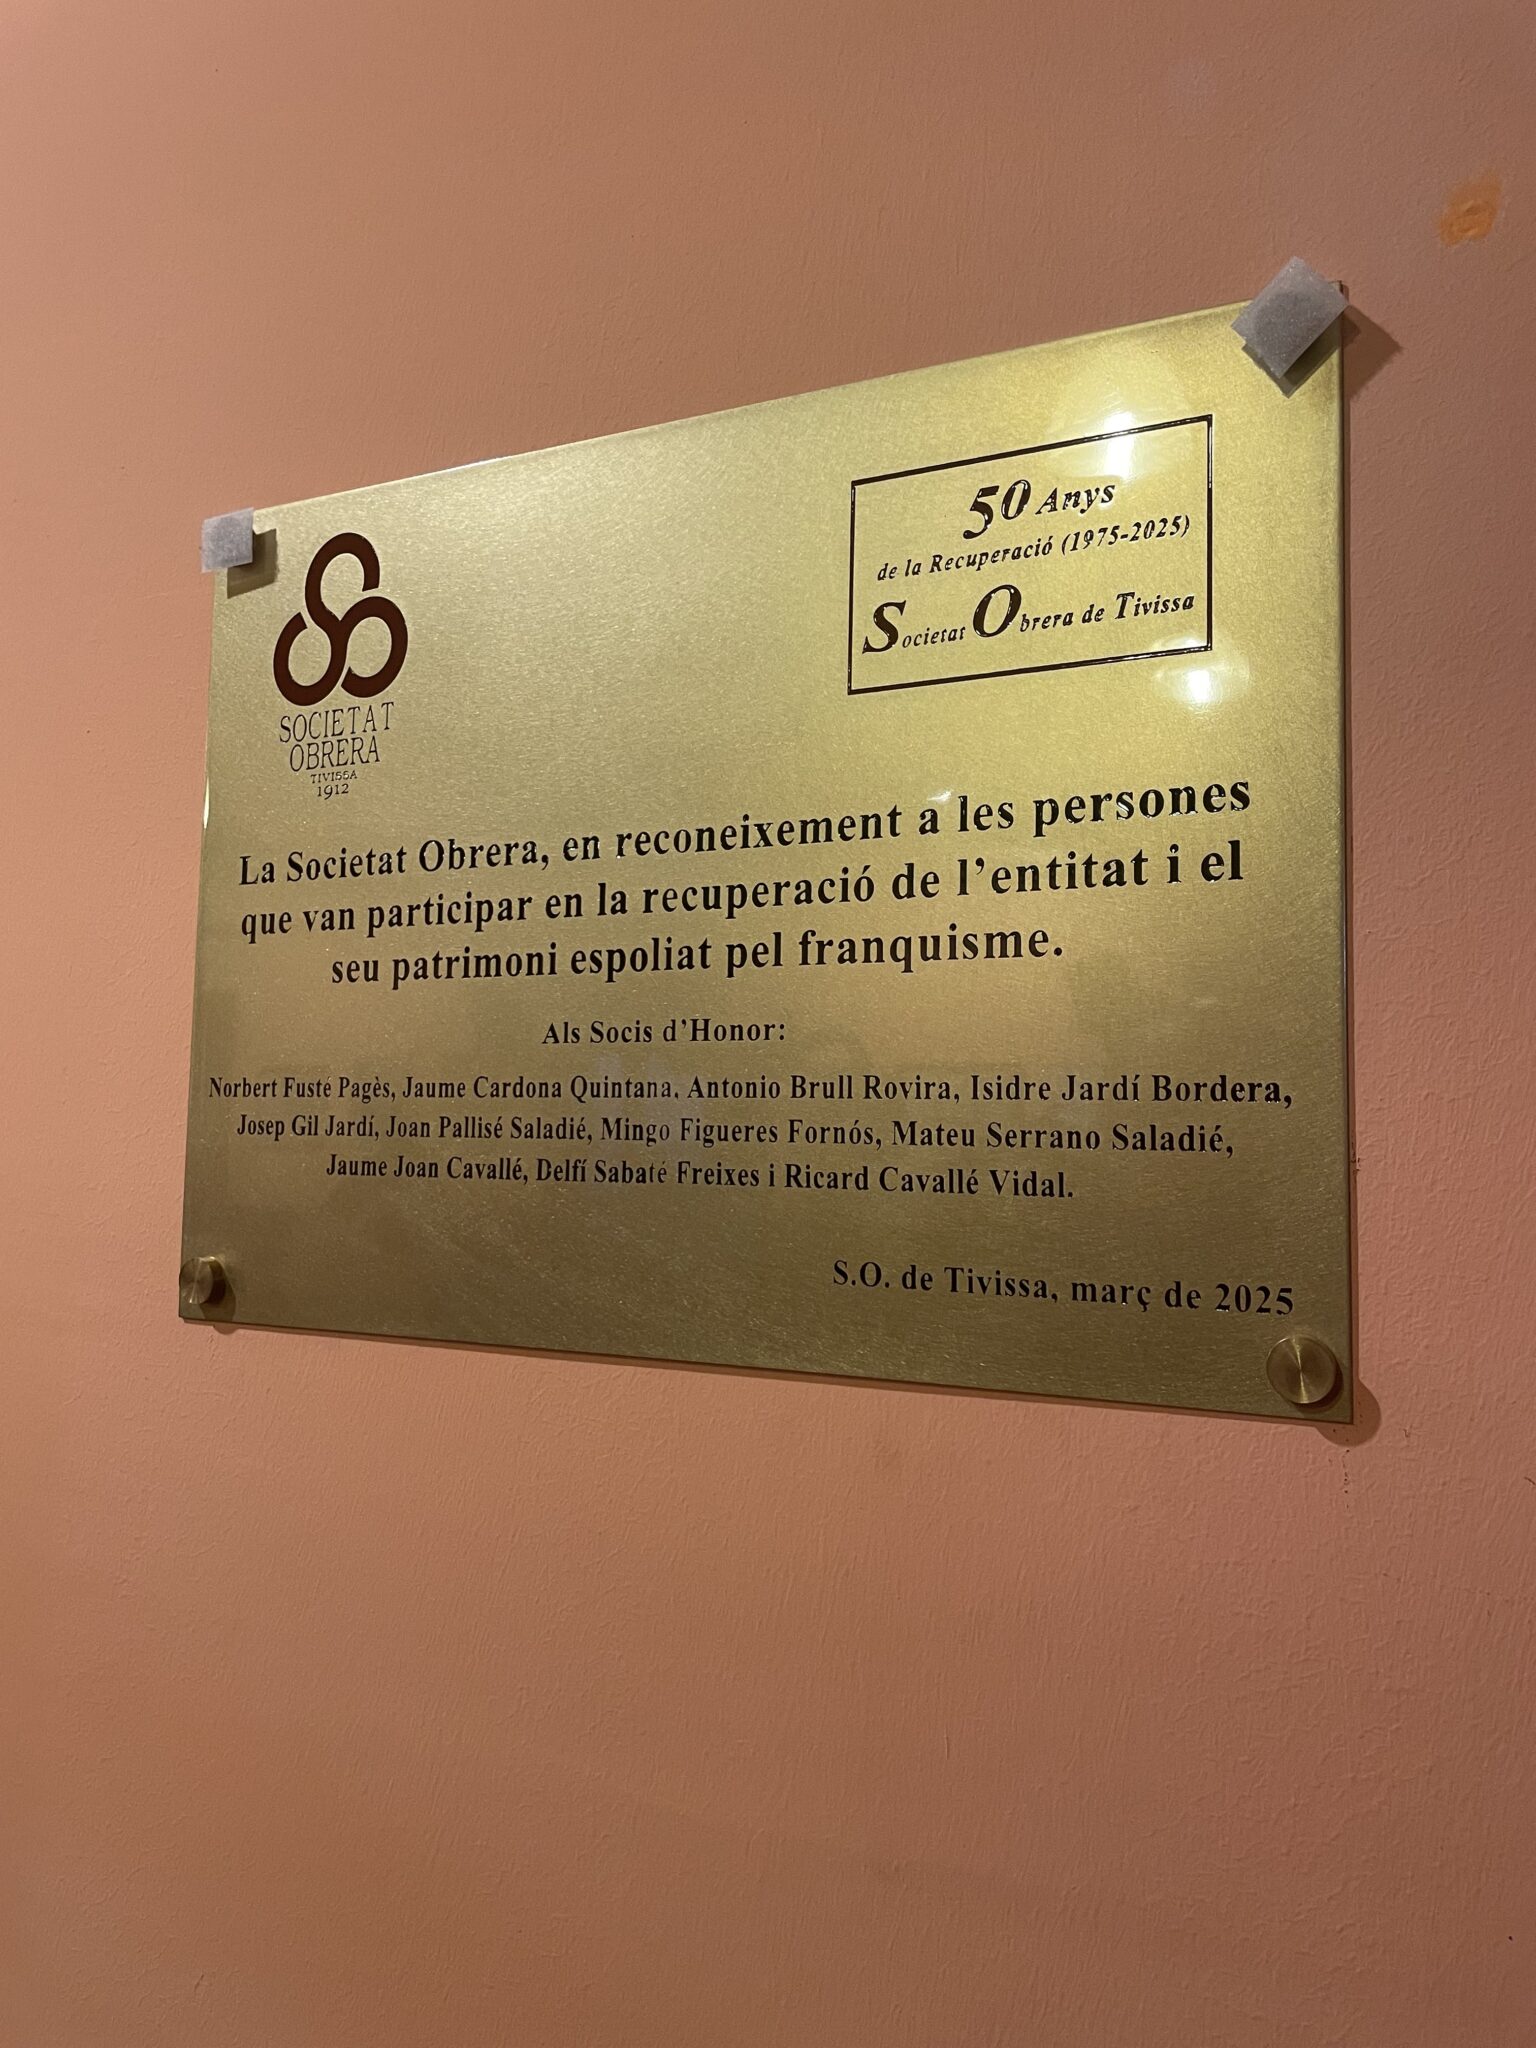 SOCIETAT
OBRERA
TIVISSA
1912
50 Anys
de la Recuperació (1975-2025)
Societat Obrera de Tivissa
La Societat Obrera, en reconeixement a les persones
que van participar en la recuperació de l’entitat i el
seu patrimoni espoliat pel franquisme.
Als Socis d’Honor:
Norbert Fusté Pagès, Jaume Cardona Quintana, Antonio Brull Rovira, Isidre Jardí Bordera,
Josep Gil Jardí, Joan Pallisé Saladié, Mingo Figueres Fornós, Mateu Serrano Saladié,
Jaume Joan Cavallé, Delfí Sabaté Freixes i Ricard Cavallé Vidal.
S.O. de Tivissa, març de 2025